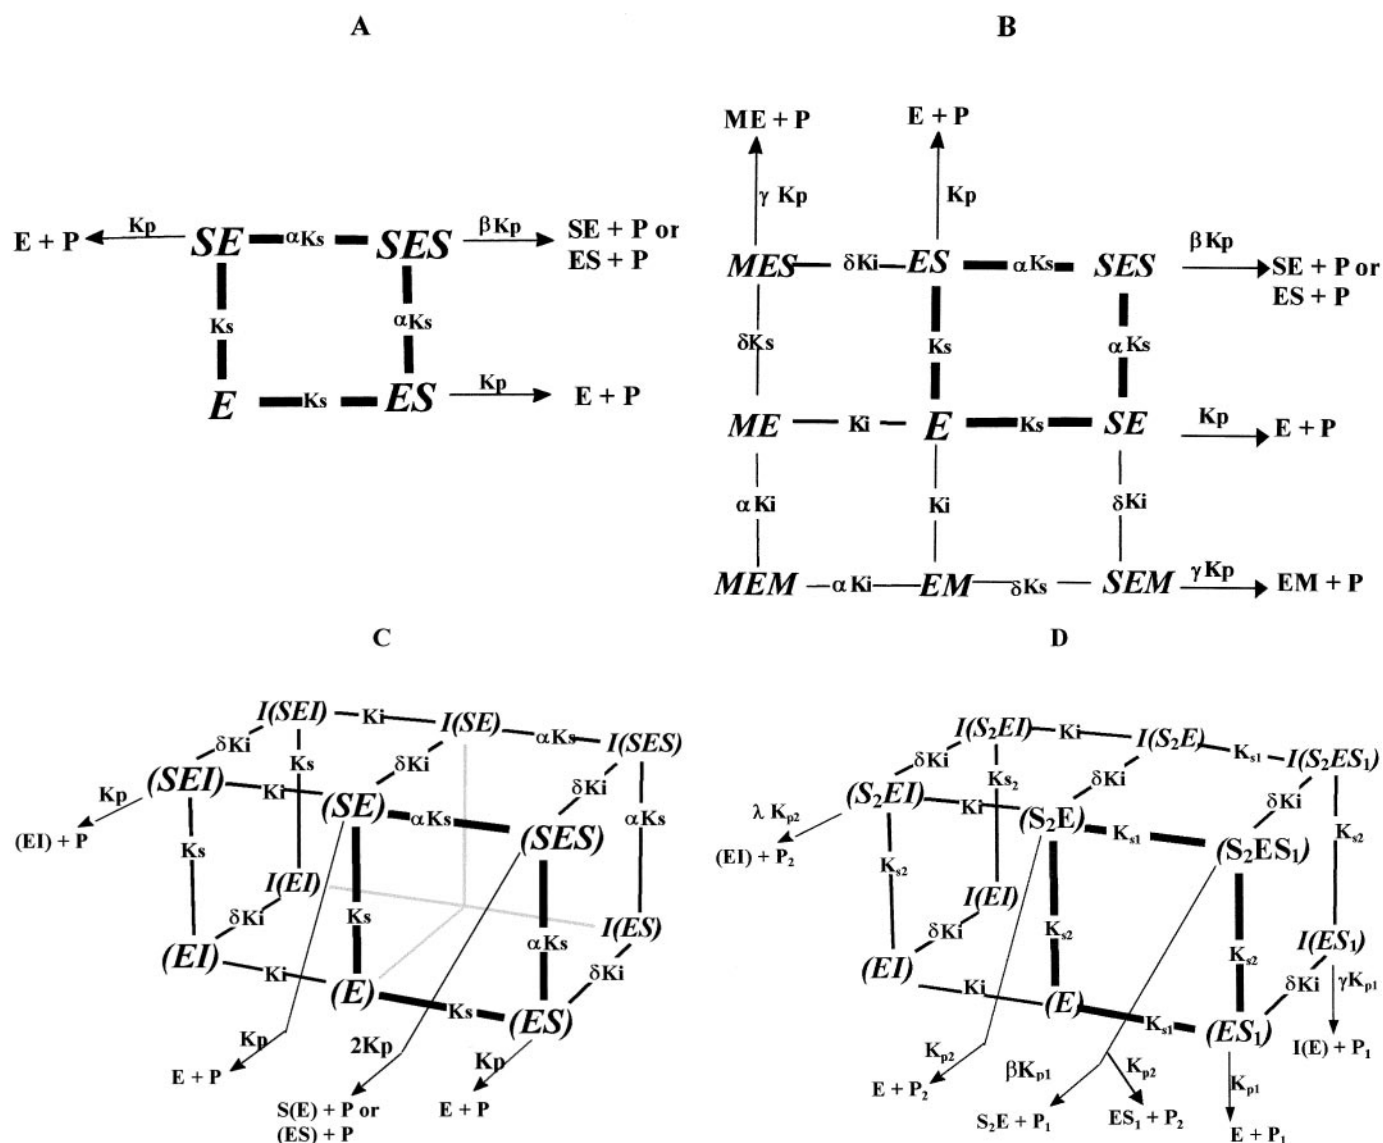 A
B
ME + P
E + P
γ Kp
Kp
E + P
Kp
SE
αKs
SES
βKp
SE + P or
ES + P
MES
δKi
ES
αKs
SES
βKp
SE + P or
ES + P
Ks
αKs
δKs
Ks
αKs
E
Ks
ES
Kp
E + P
ME
Ki
E
Ks
SE
Kp
E + P
αKi
Ki
δKi
MEM
αKi
EM
δKs
SEM
γKp
EM + P
C
D
I(SEI)
Ki
I(SE)
αKs
I(SES)
δKi
Ks
δKi
δKi
(SEI)
Ki
(SE)
αKs
(SES)
αKs
Kp
(EI) + P
Ks
I(EI)
Ks
αKs
I(ES)
δKi
δKi
(EI)
Ki
(E)
Ks
(ES)
Kp
2Kp
Kp
E + P
S(E) + P or
(ES) + P
E + P
I(S₂EI)
Ki
I(S₂E)
Ks1
I(S₂ES₁)
δKi
Ks₂
δKi
δKi
(S₂EI)
Ki
(S₂E)
Ks1
(S₂ES₁)
Ks2
λ Kp2
(EI) + P₂
Ks2
I(EI)
Ks2
Ks2
I(ES₁)
δKi
δKi
(EI)
Ki
(E)
Ks1
(ES₁)
γKp1
I(E) + P₁
Kp2
βKp1
Kp2
Kp1
E + P₂
S₂E + P₁
ES₁ + P₂
E + P₁